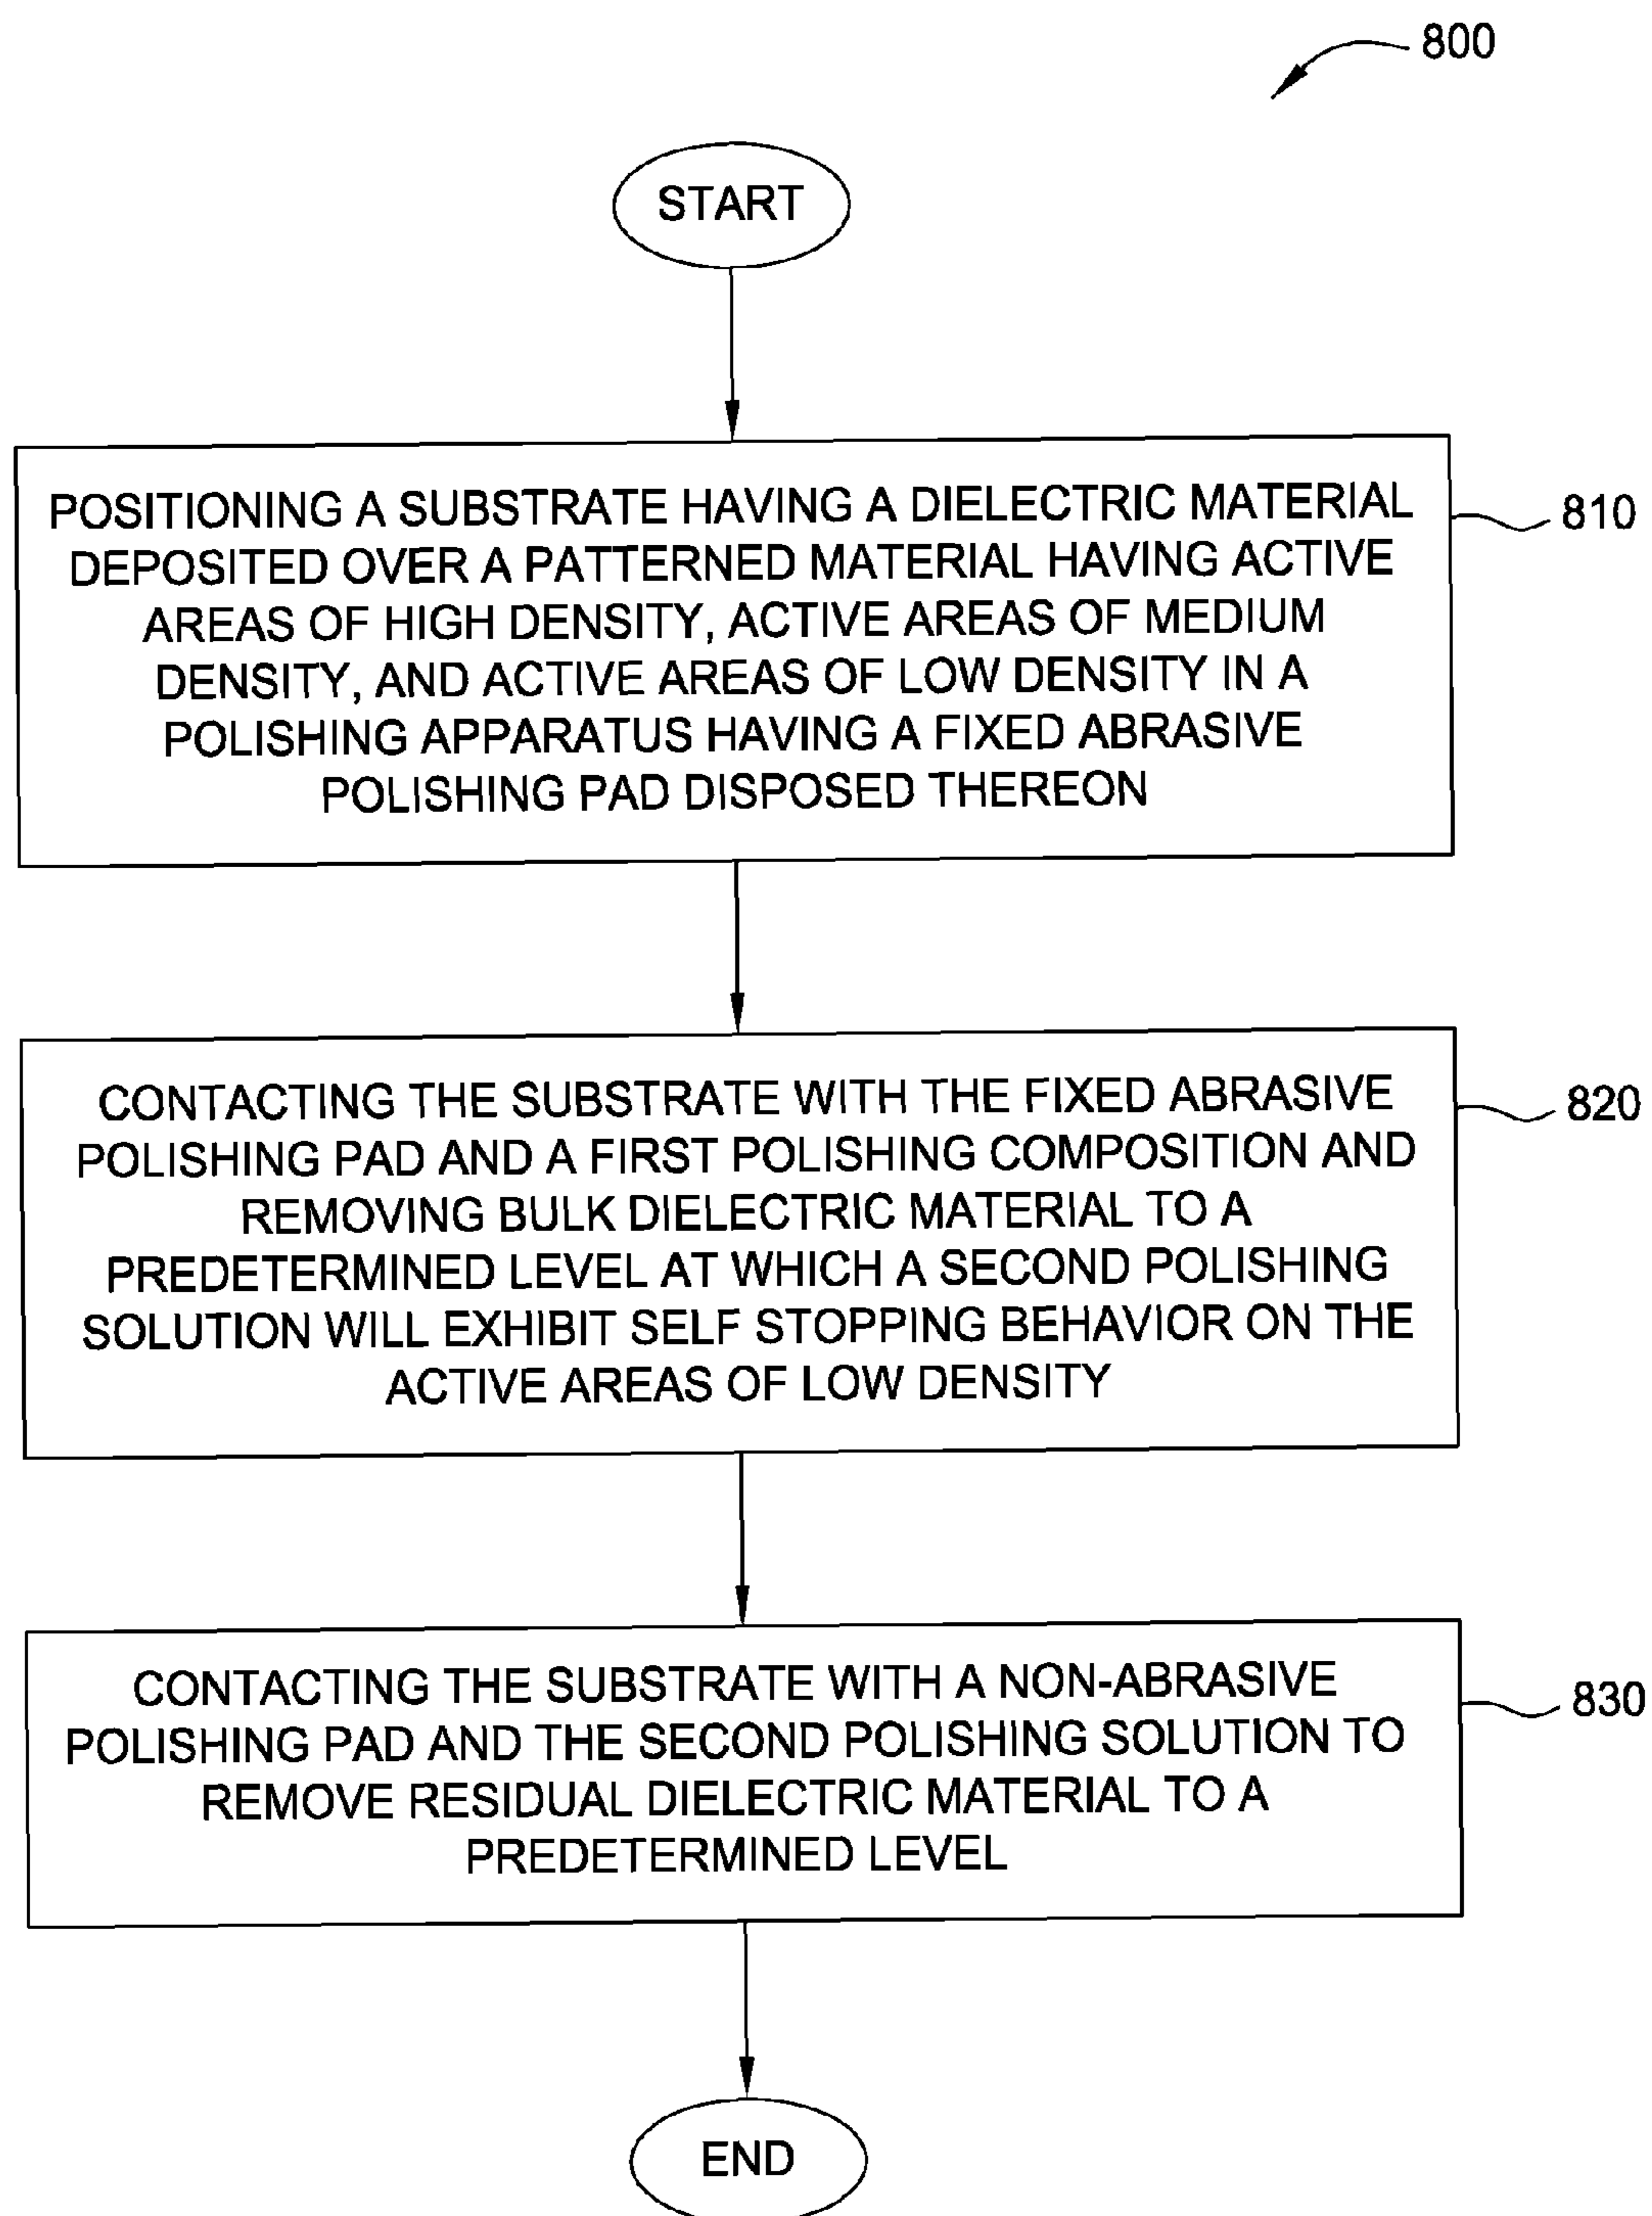 800
START
POSITIONING A SUBSTRATE HAVING A DIELECTRIC MATERIAL
DEPOSITED OVER A PATTERNED MATERIAL HAVING ACTIVE
AREAS OF HIGH DENSITY, ACTIVE AREAS OF MEDIUM
DENSITY, AND ACTIVE AREAS OF LOW DENSITY IN A
POLISHING APPARATUS HAVING A FIXED ABRASIVE
POLISHING PAD DISPOSED THEREON
810
CONTACTING THE SUBSTRATE WITH THE FIXED ABRASIVE
POLISHING PAD AND A FIRST POLISHING COMPOSITION AND
REMOVING BULK DIELECTRIC MATERIAL TO A
PREDETERMINED LEVEL AT WHICH A SECOND POLISHING
SOLUTION WILL EXHIBIT SELF STOPPING BEHAVIOR ON THE
ACTIVE AREAS OF LOW DENSITY
820
CONTACTING THE SUBSTRATE WITH A NON-ABRASIVE
POLISHING PAD AND THE SECOND POLISHING SOLUTION TO
REMOVE RESIDUAL DIELECTRIC MATERIAL TO A
PREDETERMINED LEVEL
830
END